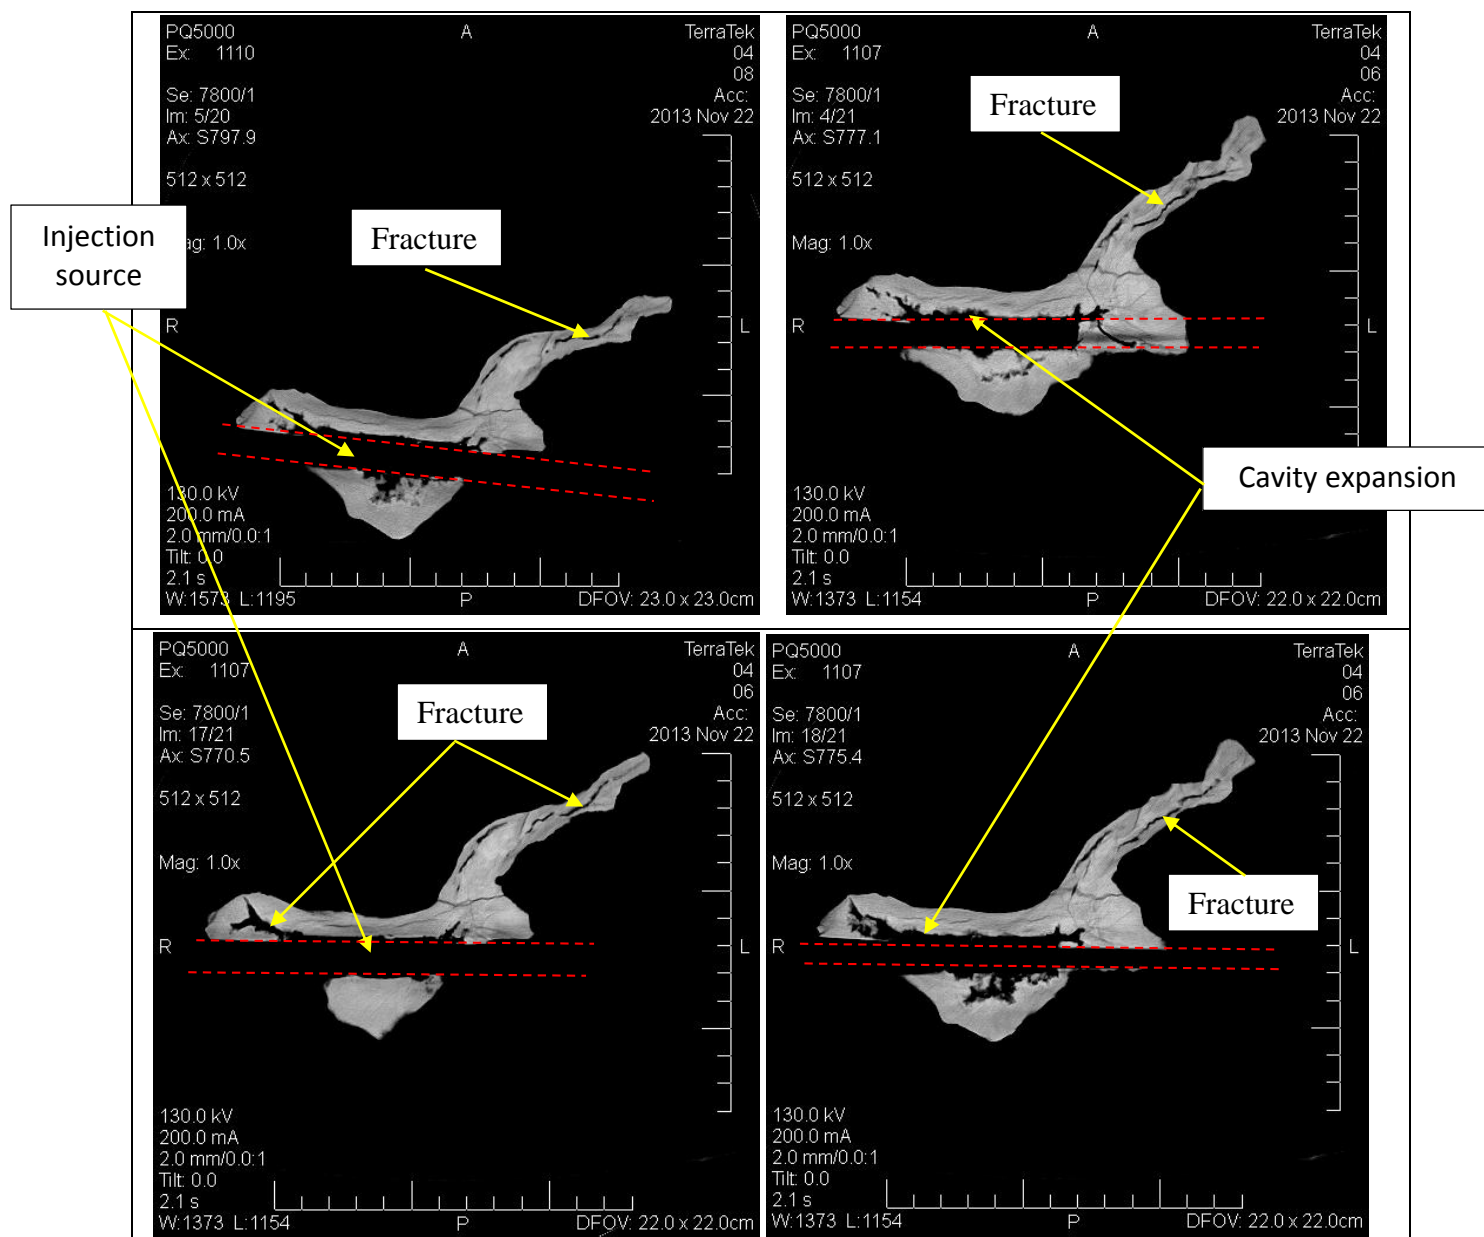 PQ5000
A
TerraTek
Ex: 1110
04
08
Se: 7800/1
Acc:
Im: 5/20
2013 Nov 22
Ax: S797.9
512 x 512
Injection
source
Fracture
ag: 1.0x
R
L
130.0 kV
200.0 mA
2.0 mm/0.0:1
Tilt: 0.0
2.1 s
W:1573 L:1195
P
DFOV: 23.0 x 23.0cm
PQ5000
A
TerraTek
Ex: 1107
04
06
Se: 7800/1
Acc:
Fracture
Im: 4/21
2013 Nov 22
Ax: S777.1
512 x 512
Mag: 1.0x
R
L
Cavity expansion
130.0 kV
200.0 mA
2.0 mm/0.0:1
Tilt: 0.0
2.1 s
W:1373 L:1154
P
DFOV: 22.0 x 22.0cm
PQ5000
A
TerraTek
Ex: 1107
04
06
Se: 7800/1
Acc:
Fracture
Im: 17/21
2013 Nov 22
Ax: S770.5
512 x 512
Mag: 1.0x
R
L
130.0 kV
200.0 mA
2.0 mm/0.0:1
Tilt: 0.0
2.1 s
W:1373 L:1154
P
DFOV: 22.0 x 22.0cm
PQ5000
A
TerraTek
Ex: 1107
04
06
Se: 7800/1
Acc:
Im: 18/21
2013 Nov 22
Ax: S775.4
512 x 512
Mag: 1.0x
Fracture
R
L
130.0 kV
200.0 mA
2.0 mm/0.0:1
Tilt: 0.0
2.1 s
W:1373 L:1154
P
DFOV: 22.0 x 22.0cm